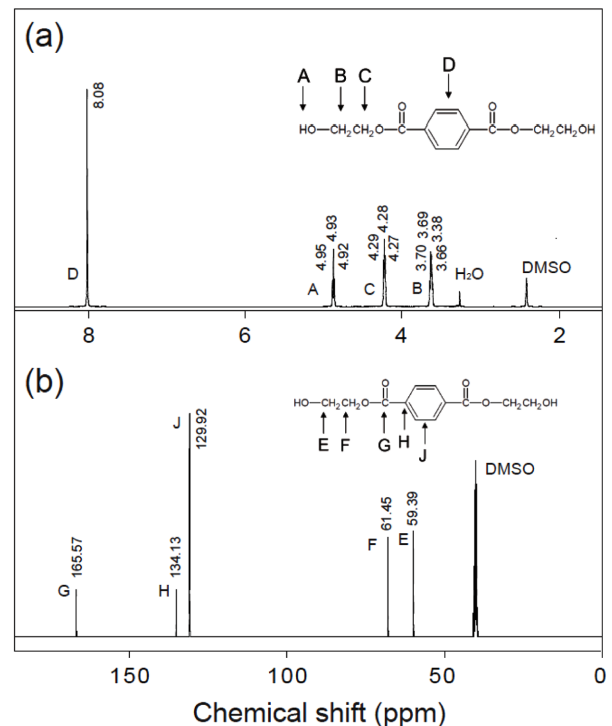 (a)
8.08
D
A B C
D
O
O
HO CH₂CH₂O C
C O CH₂CH₂OH
4.95 4.93 4.92
4.29 4.28 4.27
3.70 3.69 3.66 3.38
A
C
B
H₂O
DMSO
8 6 4 2
(b)
O
O
HO CH₂CH₂O C
C O CH₂CH₂OH
E F G H J
J
129.92
DMSO
165.57
G
134.13
H
61.45
F
59.39
E
150 100 50 0
Chemical shift (ppm)